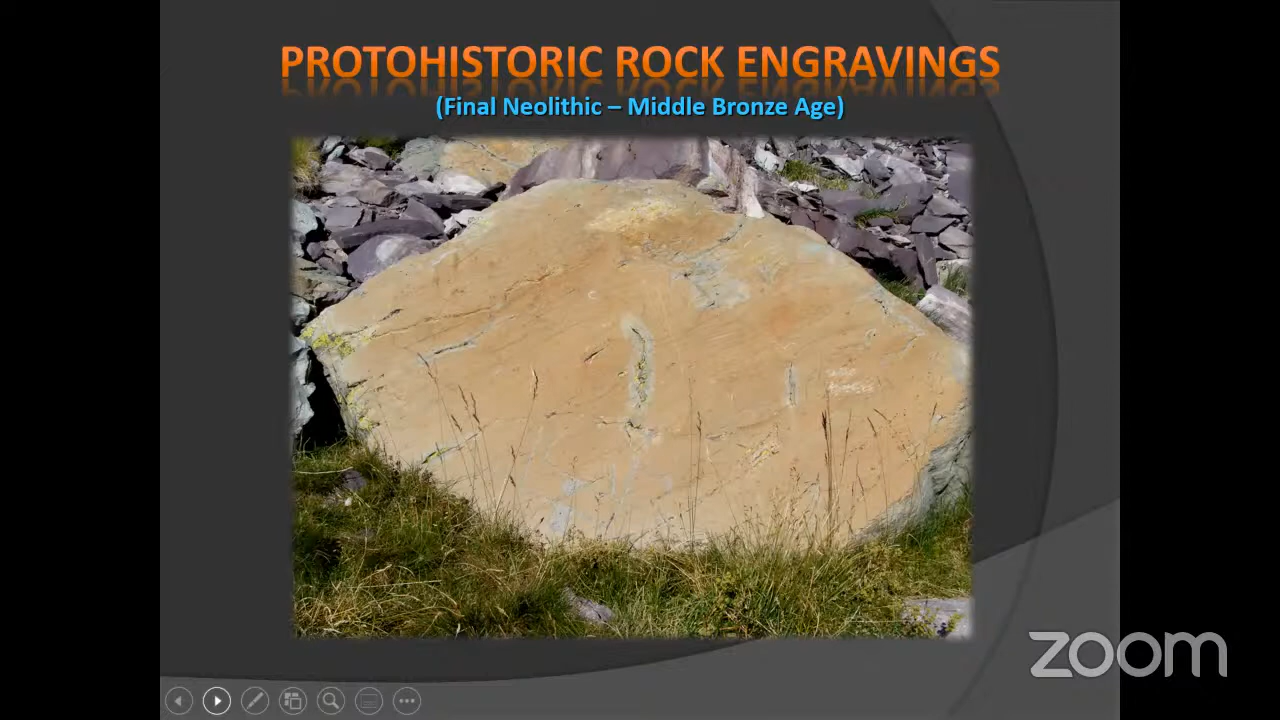 PROTOHISTORIC ROCK ENGRAVINGS
(Final Neolithic – Middle Bronze Age)
zoom